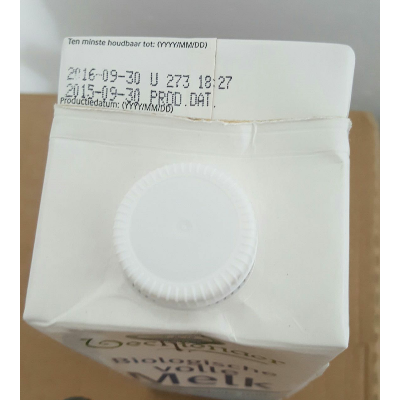 Ten minste houdbaar tot: (YYYY/MM/DD)
2016-09-30 U 273 18:27
2015-09-30 PROD.DAT.
Productiedatum: (YYYY/MM/DD)
Biologische
volle
Melk